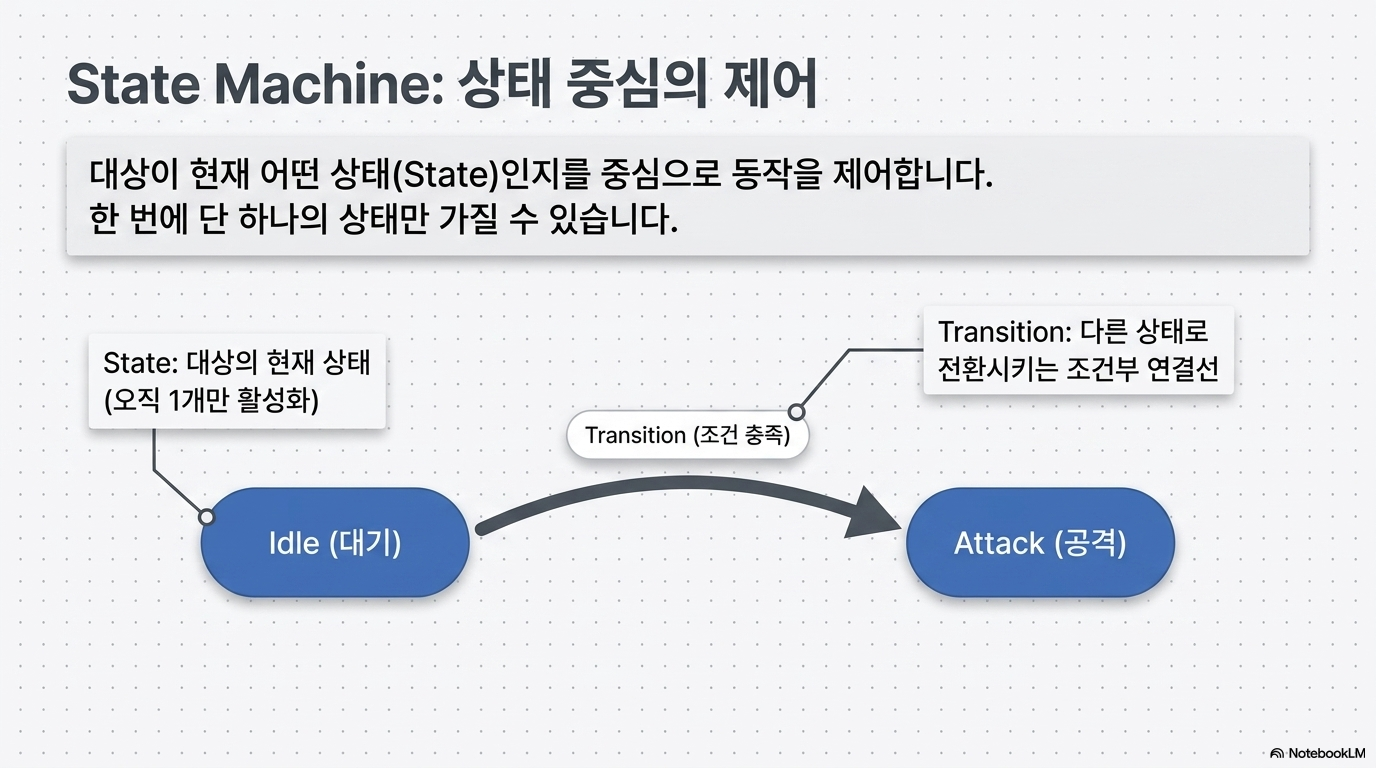 State Machine: 상태 중심의 제어
대상이 현재 어떤 상태(State)인지를 중심으로 동작을 제어합니다.
한 번에 단 하나의 상태만 가질 수 있습니다.
State: 대상의 현재 상태
(오직 1개만 활성화)
Transition: 다른 상태로
전환시키는 조건부 연결선
Transition (조건 충족)
Idle (대기)
Attack (공격)
NotebookLM